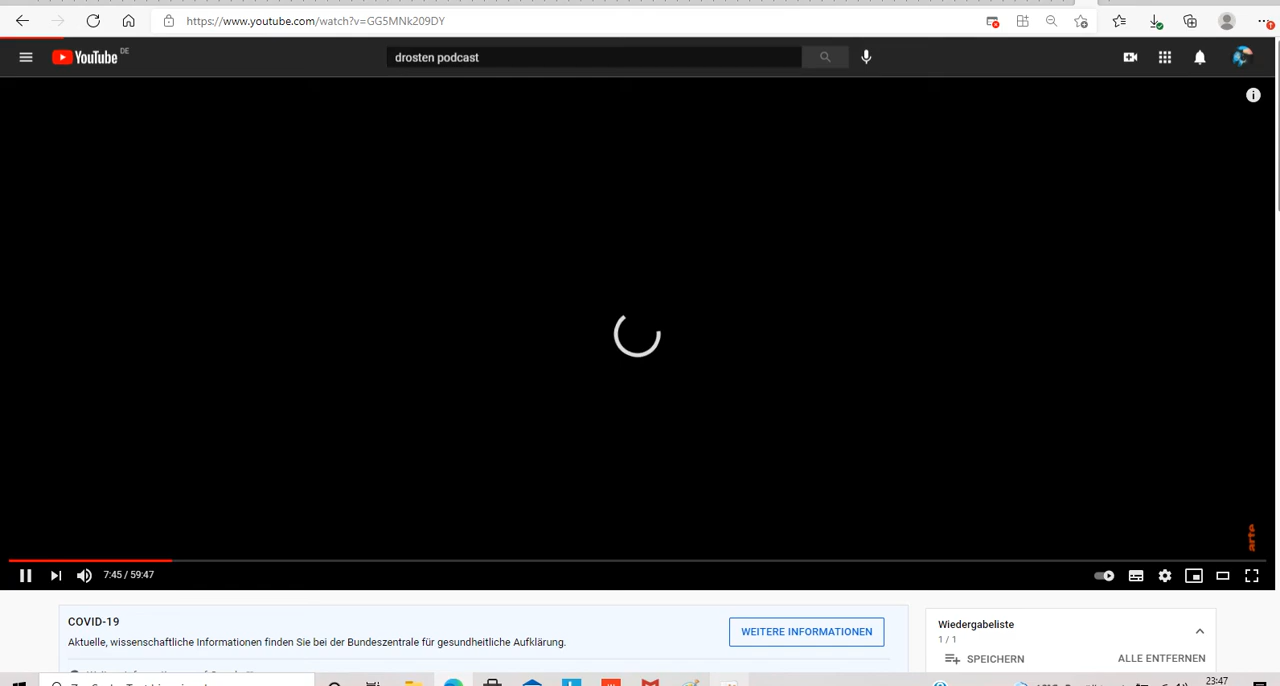 https://www.youtube.com/watch?v=GG5MNk209DY
YouTube DE
drosten podcast
arte
7:45 / 59:47
COVID-19
Aktuelle, wissenschaftliche Informationen finden Sie bei der Bundeszentrale für gesundheitliche Aufklärung.
WEITERE INFORMATIONEN
Wiedergabeliste
1 / 1
SPEICHERN
ALLE ENTFERNEN
23:47